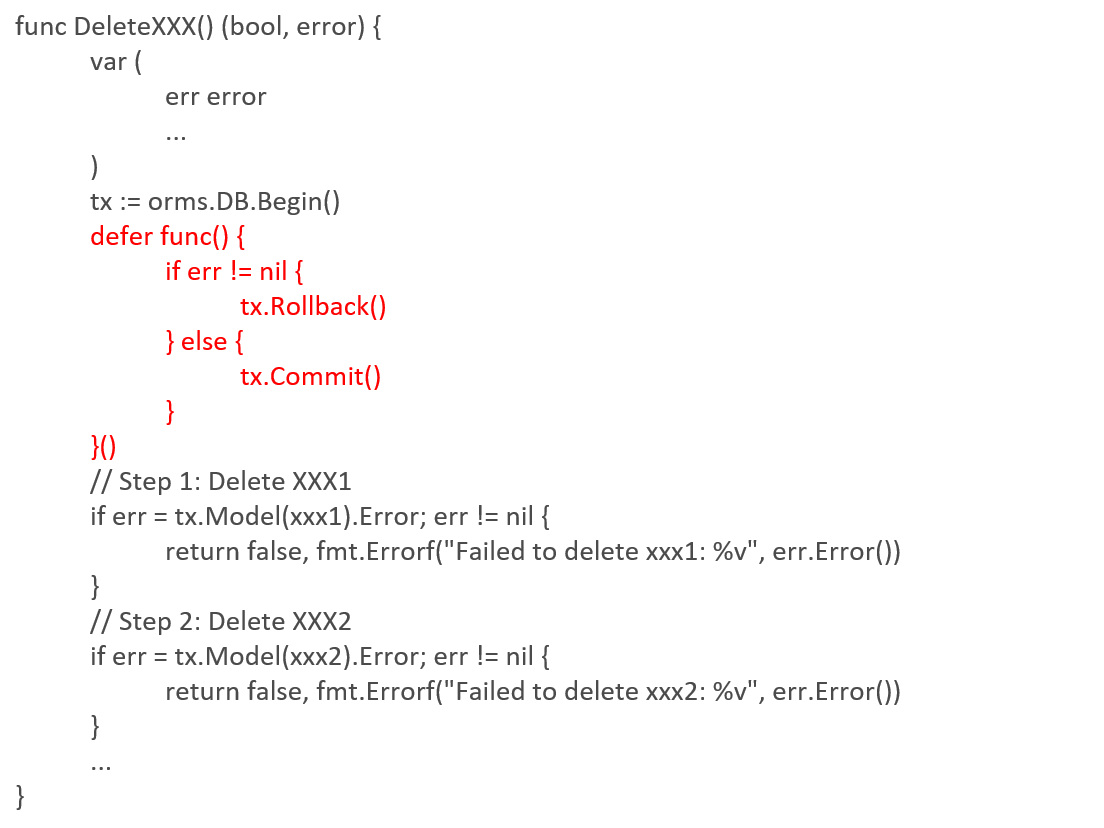 func DeleteXXX() (bool, error) {
var (
err error
...
)
tx := orms.DB.Begin()
defer func() {
if err != nil {
tx.Rollback()
} else {
tx.Commit()
}
}()
// Step 1: Delete XXX1
if err = tx.Model(xxx1).Error; err != nil {
return false, fmt.Errorf("Failed to delete xxx1: %v", err.Error())
}
// Step 2: Delete XXX2
if err = tx.Model(xxx2).Error; err != nil {
return false, fmt.Errorf("Failed to delete xxx2: %v", err.Error())
}
...
}